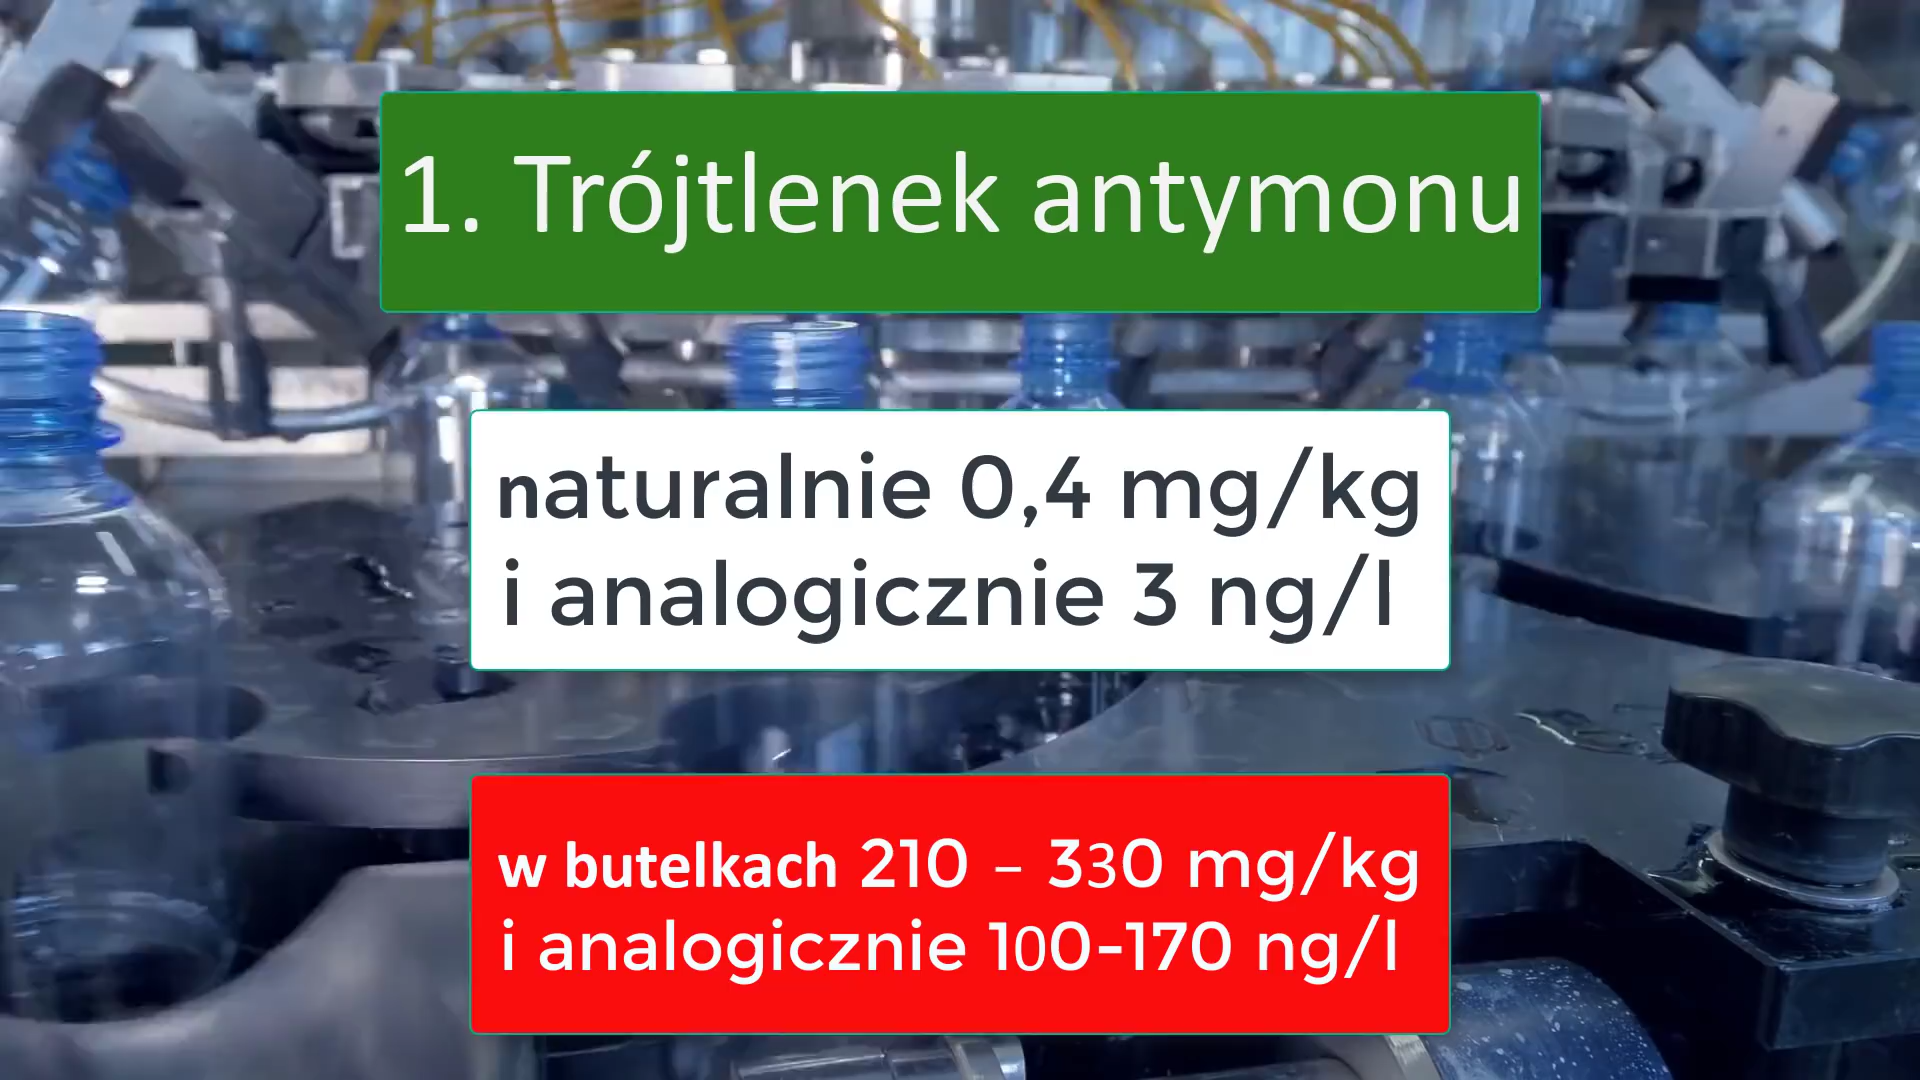 1. Trójtlenek antymonu
naturalnie 0,4 mg/kg
i analogicznie 3 ng/l
w butelkach 210 – 330 mg/kg
i analogicznie 100-170 ng/l